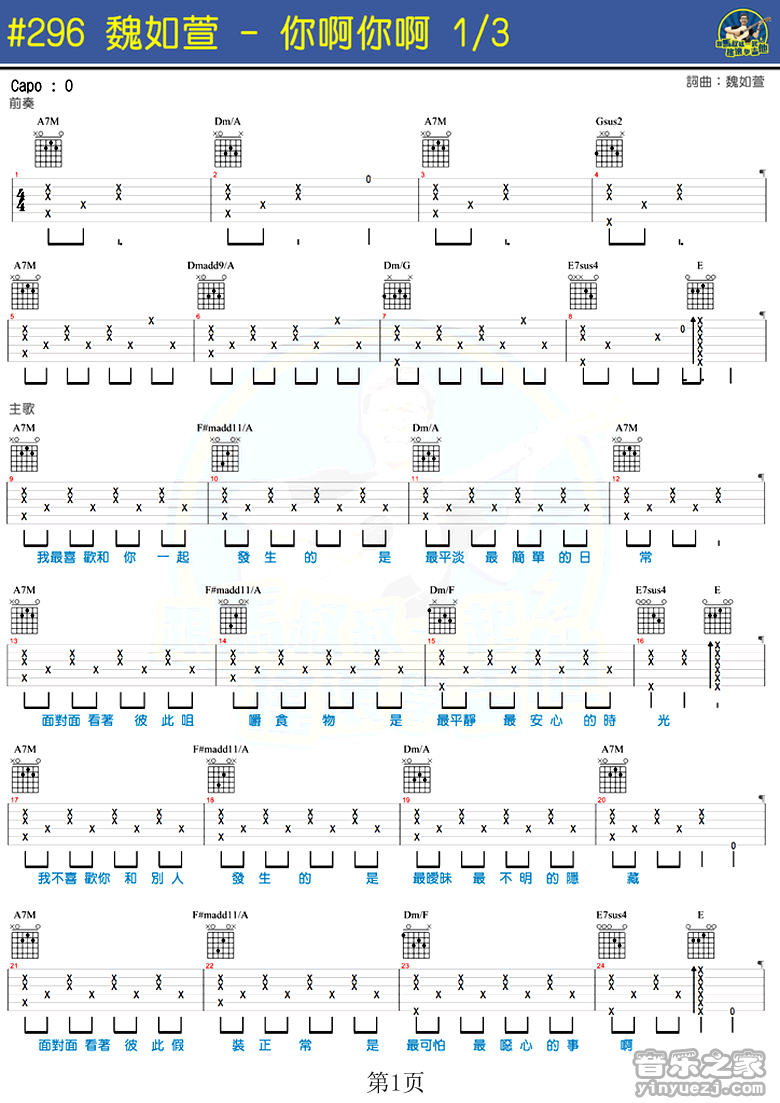 #296 魏如萱 - 你啊你啊 1/3
Capo : 0
詞曲：魏如萱
前奏
A7M Dm/A A7M Gsus2
1 2 3 4
A7M Dmadd9/A Dm/G E7sus4 E
5 6 7 8
主歌
A7M F#madd11/A Dm/A A7M
9 10 11 12
我最喜歡和你一起 發生的是 最平淡最簡單的日常
A7M F#madd11/A Dm/F E7sus4 E
13 14 15 16
面對面看著彼此咀嚼食物是 最平靜最安心的時光
A7M F#madd11/A Dm/A A7M
17 18 19 20
我不喜歡你和別人 發生的是 最曖昧最不明的隱藏
A7M F#madd11/A Dm/F E7sus4 E
21 22 23 24
面對面看著彼此假裝正常是 最可怕最噁心的事啊
第1页
音乐之家
yinyuezj.com